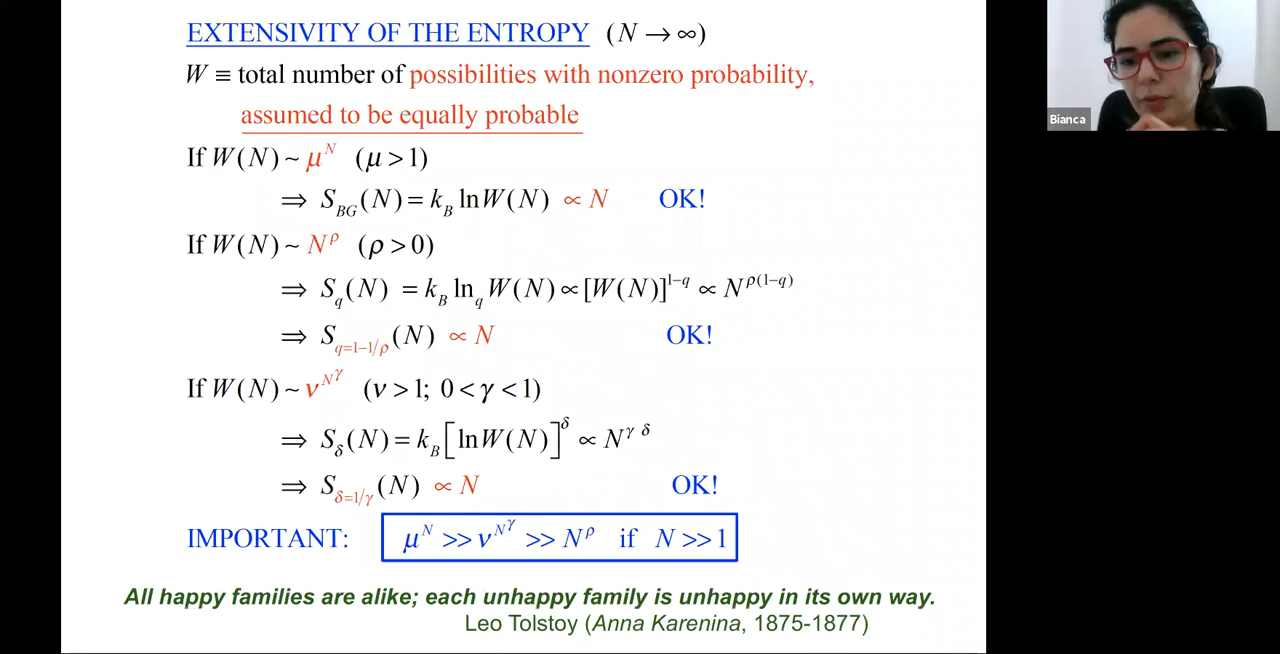 EXTENSIVITY OF THE ENTROPY (N → ∞)
W ≡ total number of possibilities with nonzero probability,
assumed to be equally probable
If W(N) ~ μ^N (μ > 1)
⇒ S_BG(N) = k_B ln W(N) ∝ N OK!
If W(N) ~ N^ρ (ρ > 0)
⇒ S_q(N) = k_B ln_q W(N) ∝ [W(N)]^{1−q} ∝ N^{ρ(1−q)}
⇒ S_{q=1−1/ρ}(N) ∝ N OK!
If W(N) ~ ν^{N^γ} (ν > 1; 0 < γ < 1)
⇒ S_δ(N) = k_B [ln W(N)]^δ ∝ N^{γ δ}
⇒ S_{δ=1/γ}(N) ∝ N OK!
IMPORTANT: μ^N >> ν^{N^γ} >> N^ρ if N >> 1
All happy families are alike; each unhappy family is unhappy in its own way.
Leo Tolstoy (Anna Karenina, 1875-1877)
Bianca